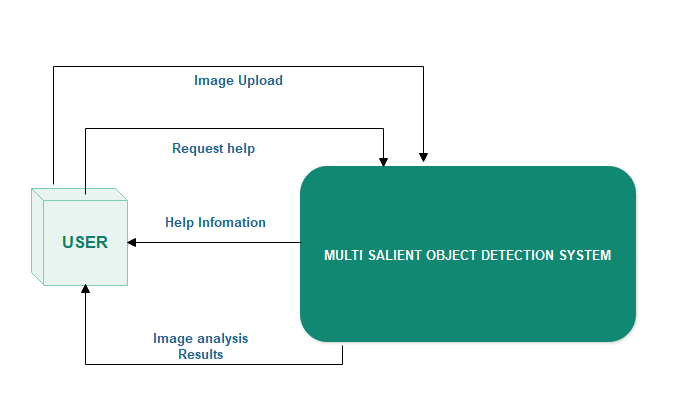 Image Upload
Request help
Help Infomation
USER
MULTI SALIENT OBJECT DETECTION SYSTEM
Image analysis
Results